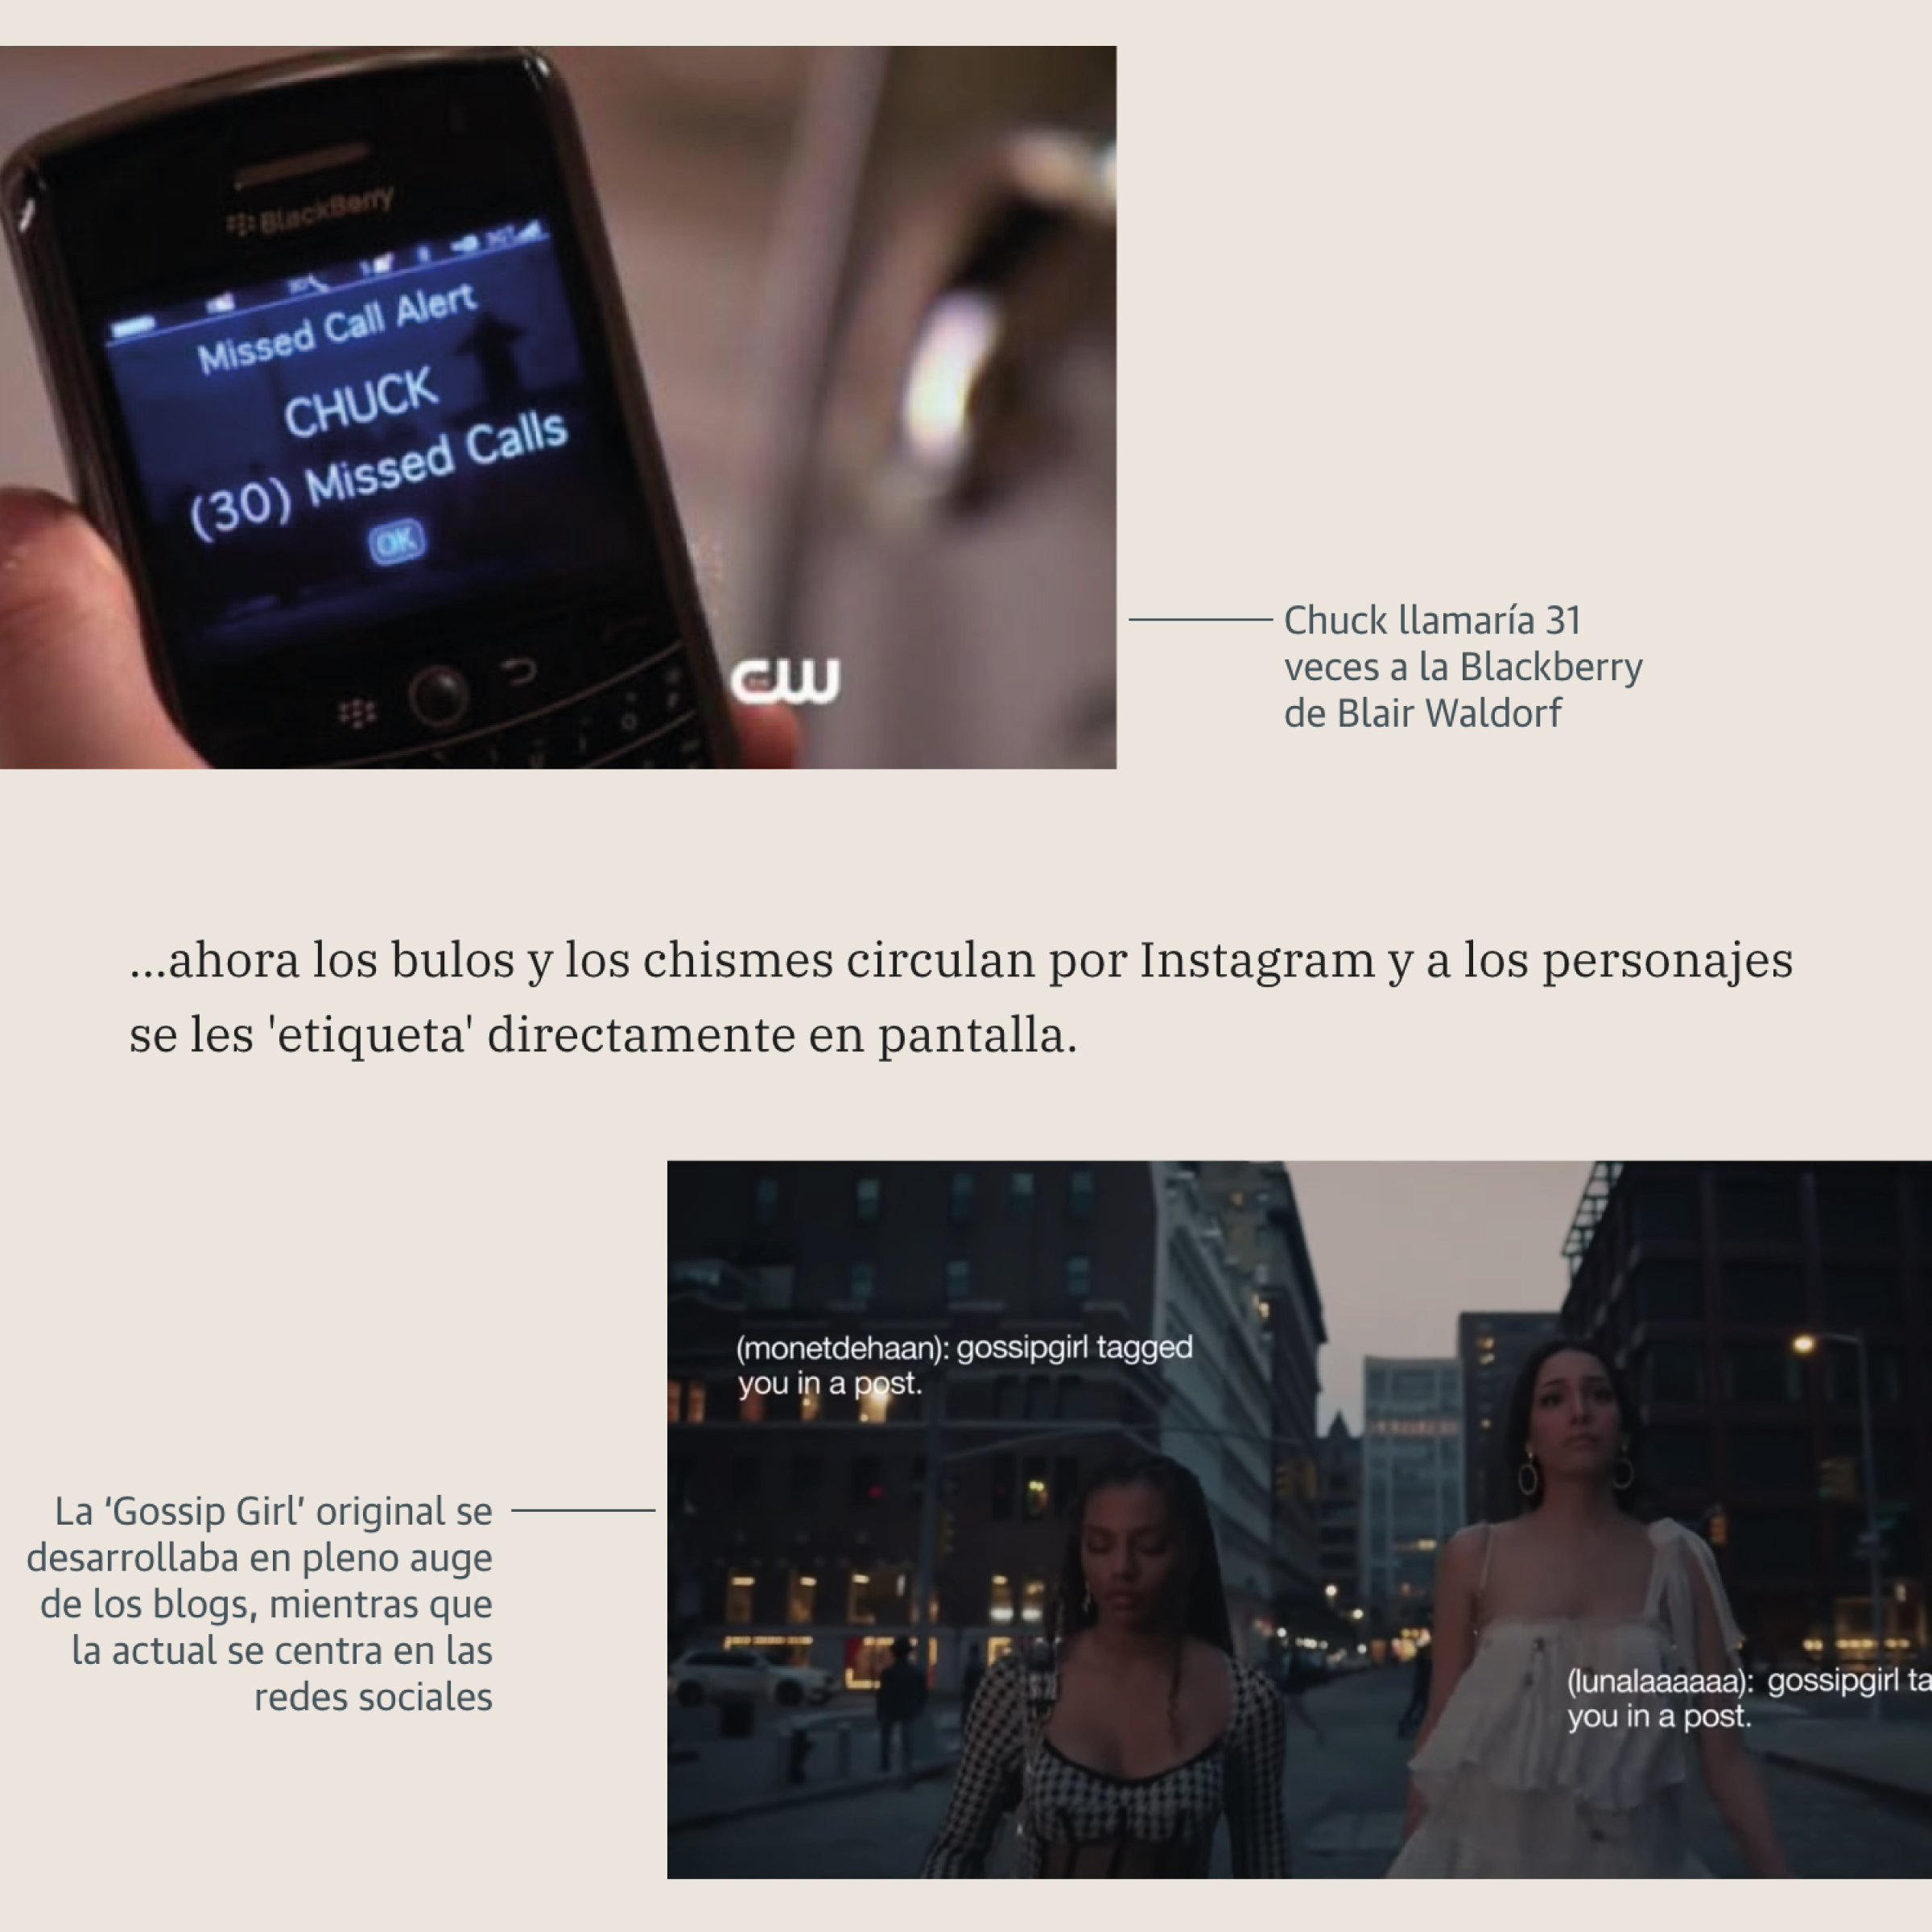 BlackBerry
Missed Call Alert
CHUCK
(30) Missed Calls
OK
CW
Chuck llamaría 31
veces a la Blackberry
de Blair Waldorf
...ahora los bulos y los chismes circulan por Instagram y a los personajes
se les 'etiqueta' directamente en pantalla.
(monetdehaan): gossipgirl tagged
you in a post.
La ‘Gossip Girl’ original se
desarrollaba en pleno auge
de los blogs, mientras que
la actual se centra en las
redes sociales
(lunalaaaaaa): gossipgirl ta
you in a post.